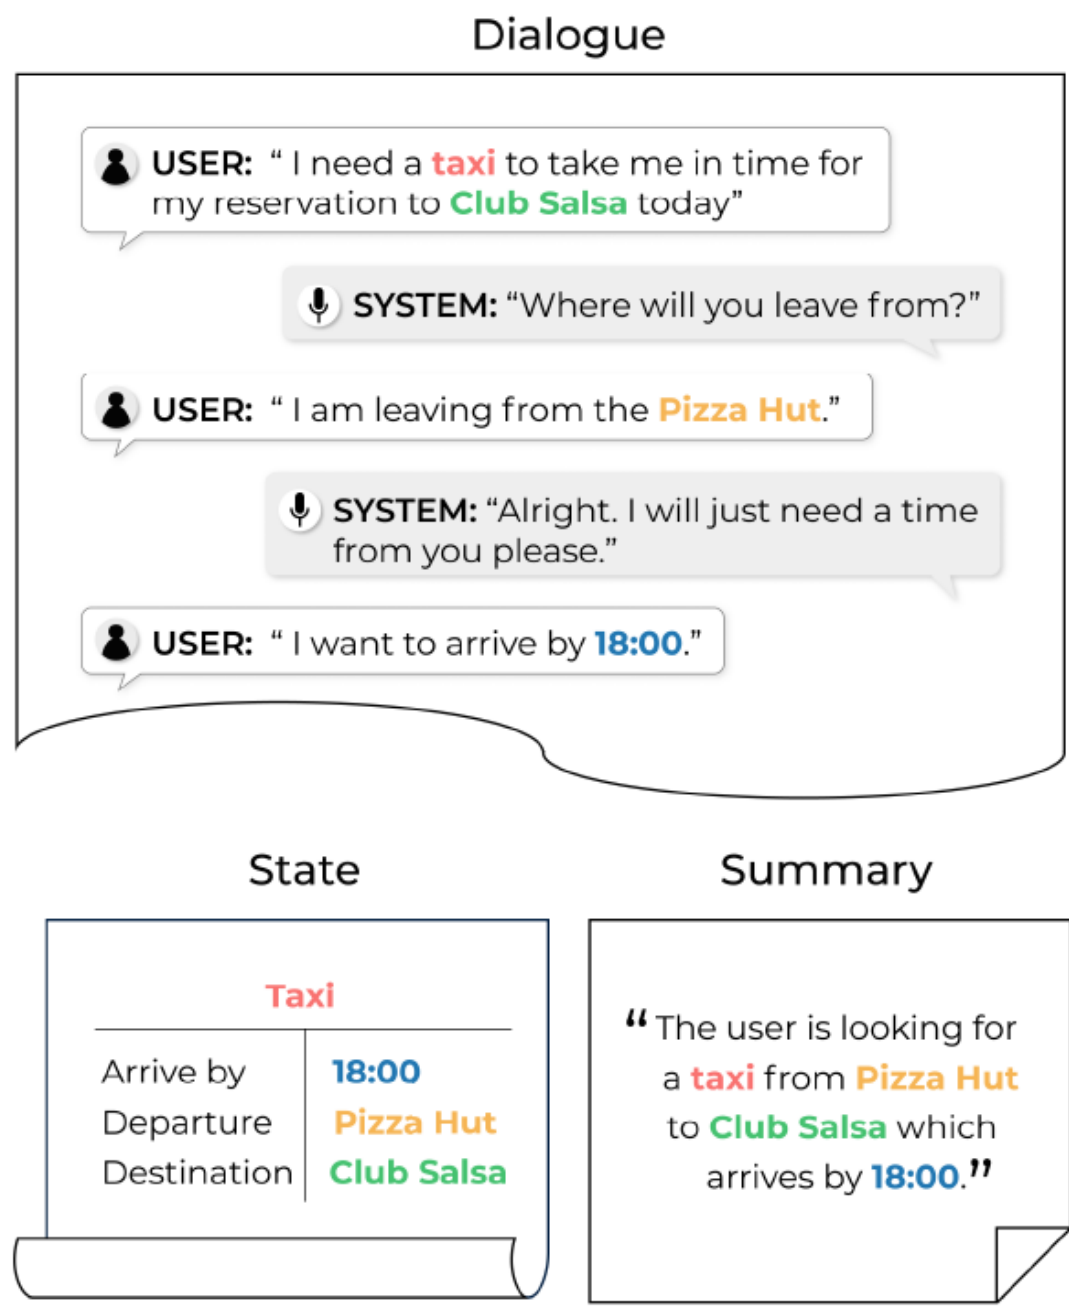 Dialogue
USER: “ I need a taxi to take me in time for
my reservation to Club Salsa today”
SYSTEM: “Where will you leave from?”
USER: “ I am leaving from the Pizza Hut.”
SYSTEM: “Alright. I will just need a time
from you please.”
USER: “ I want to arrive by 18:00.”
State
Taxi
Arrive by 18:00
Departure Pizza Hut
Destination Club Salsa
Summary
“ The user is looking for
a taxi from Pizza Hut
to Club Salsa which
arrives by 18:00.”